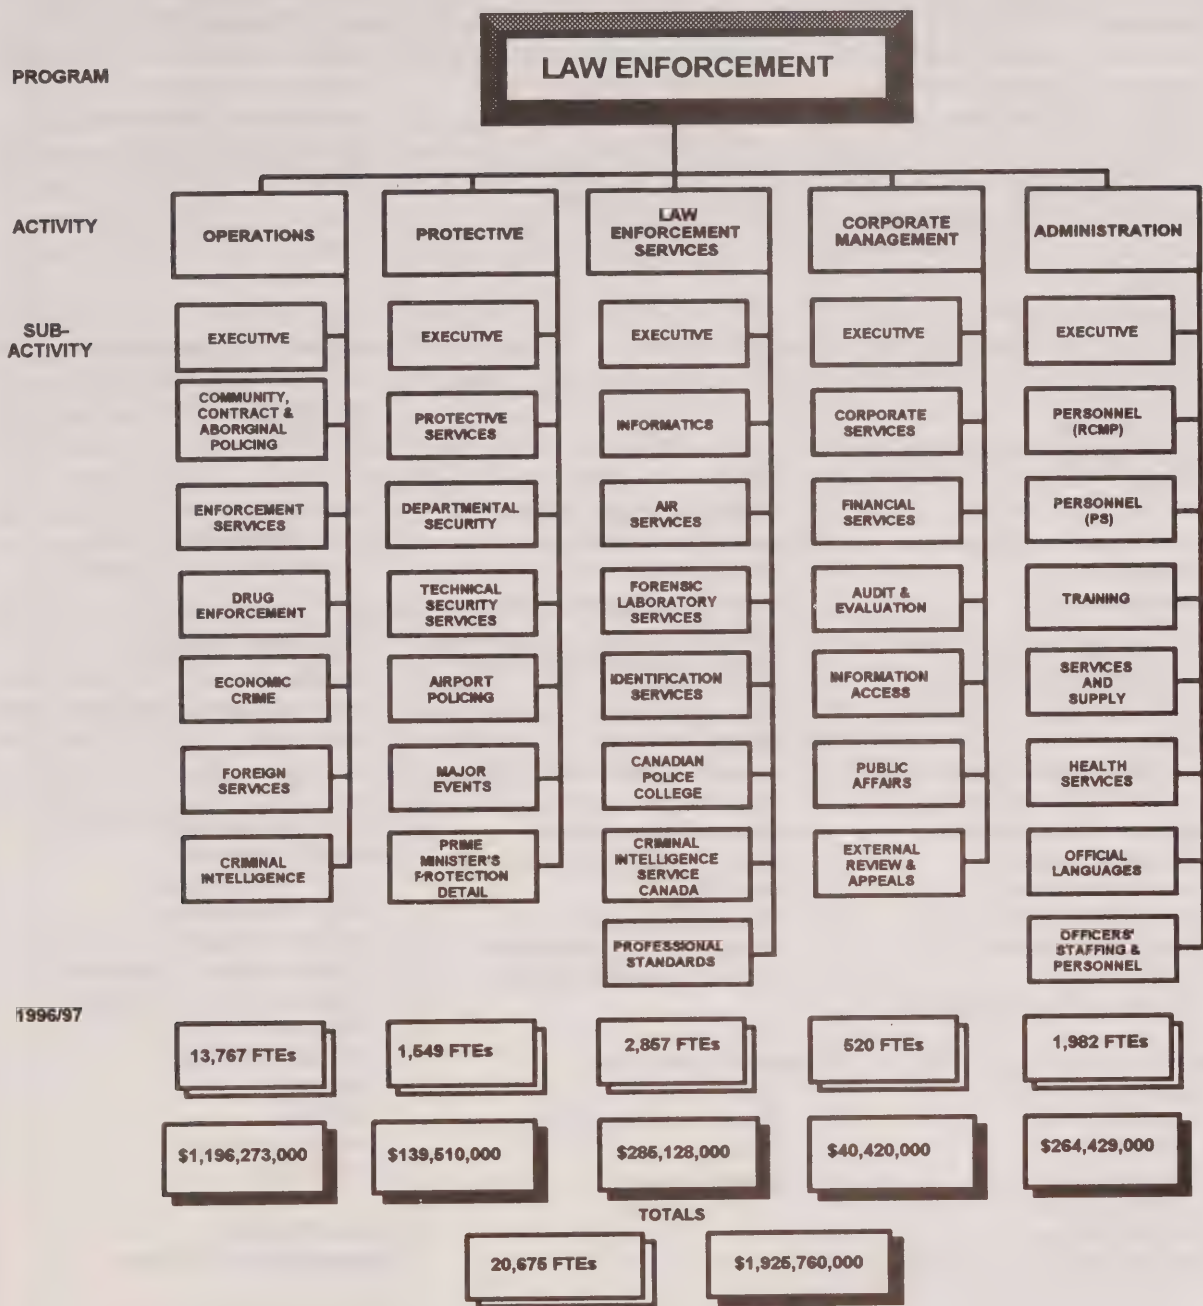 PROGRAM
LAW ENFORCEMENT
ACTIVITY
SUB-
ACTIVITY
OPERATIONS
EXECUTIVE
COMMUNITY,
CONTRACT &
ABORIGINAL
POLICING
ENFORCEMENT
SERVICES
DRUG
ENFORCEMENT
ECONOMIC
CRIME
FOREIGN
SERVICES
CRIMINAL
INTELLIGENCE
PROTECTIVE
EXECUTIVE
PROTECTIVE
SERVICES
DEPARTMENTAL
SECURITY
TECHNICAL
SECURITY
SERVICES
AIRPORT
POLICING
MAJOR
EVENTS
PRIME
MINISTER'S
PROTECTION
DETAIL
LAW
ENFORCEMENT
SERVICES
EXECUTIVE
INFORMATICS
AIR
SERVICES
FORENSIC
LABORATORY
SERVICES
IDENTIFICATION
SERVICES
CANADIAN
POLICE
COLLEGE
CRIMINAL
INTELLIGENCE
SERVICE
CANADA
PROFESSIONAL
STANDARDS
CORPORATE
MANAGEMENT
EXECUTIVE
CORPORATE
SERVICES
FINANCIAL
SERVICES
AUDIT &
EVALUATION
INFORMATION
ACCESS
PUBLIC
AFFAIRS
EXTERNAL
REVIEW &
APPEALS
ADMINISTRATION
EXECUTIVE
PERSONNEL
(RCMP)
PERSONNEL
(PS)
TRAINING
SERVICES
AND
SUPPLY
HEALTH
SERVICES
OFFICIAL
LANGUAGES
OFFICERS'
STAFFING &
PERSONNEL
1996/97
13,767 FTEs
1,549 FTEs
2,857 FTEs
520 FTEs
1,982 FTEs
$1,196,273,000
$139,510,000
$285,128,000
$40,420,000
$264,429,000
TOTALS
20,675 FTEs
$1,925,760,000